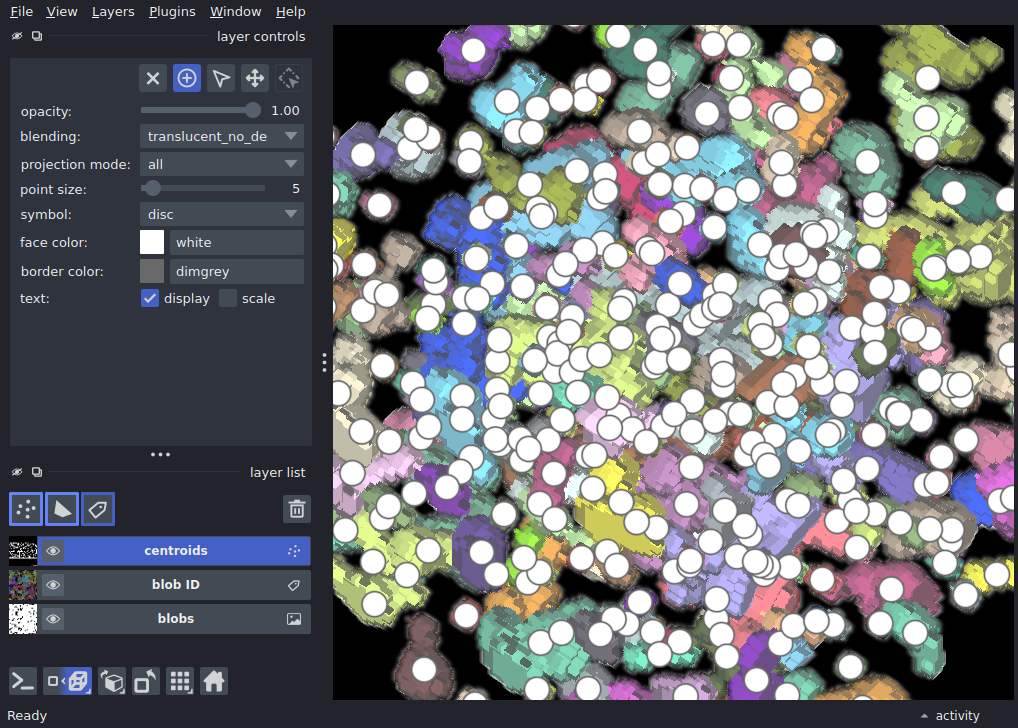 File View Layers Plugins Window Help
layer controls
opacity: 1.00
blending: translucent_no_de
projection mode: all
point size: 5
symbol: disc
face color: white
border color: dimgrey
text: display scale
layer list
centroids
blob ID
blobs
Ready activity